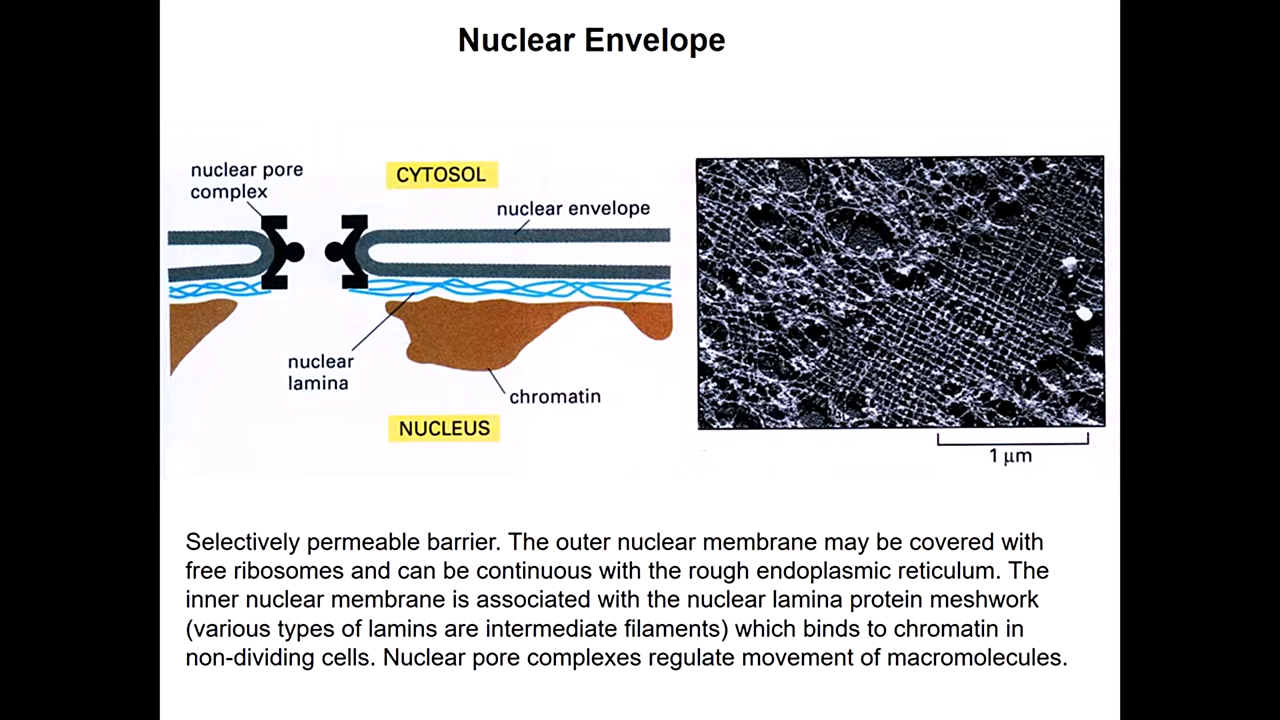 Nuclear Envelope
nuclear pore
complex
CYTOSOL
nuclear envelope
nuclear
lamina
chromatin
NUCLEUS
1 μm
Selectively permeable barrier. The outer nuclear membrane may be covered with
free ribosomes and can be continuous with the rough endoplasmic reticulum. The
inner nuclear membrane is associated with the nuclear lamina protein meshwork
(various types of lamins are intermediate filaments) which binds to chromatin in
non-dividing cells. Nuclear pore complexes regulate movement of macromolecules.